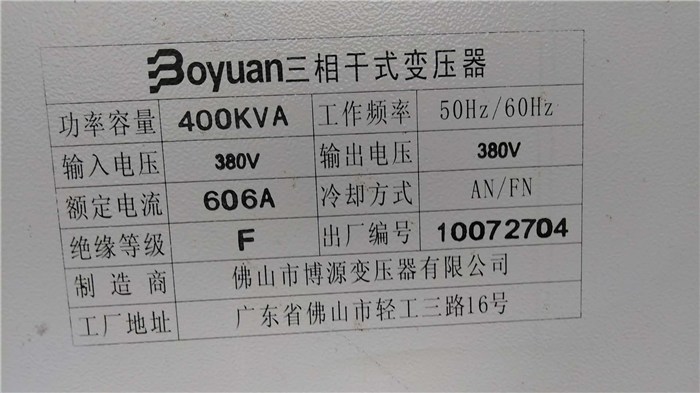 Boyuan三相干式变压器
功率容量 400KVA 工作频率 50Hz/60Hz
输入电压 380V 输出电压 380V
额定电流 606A 冷却方式 AN/FN
绝缘等级 F 出厂编号 10072704
制造商 佛山市博源变压器有限公司
工厂地址 广东省佛山市轻工三路16号